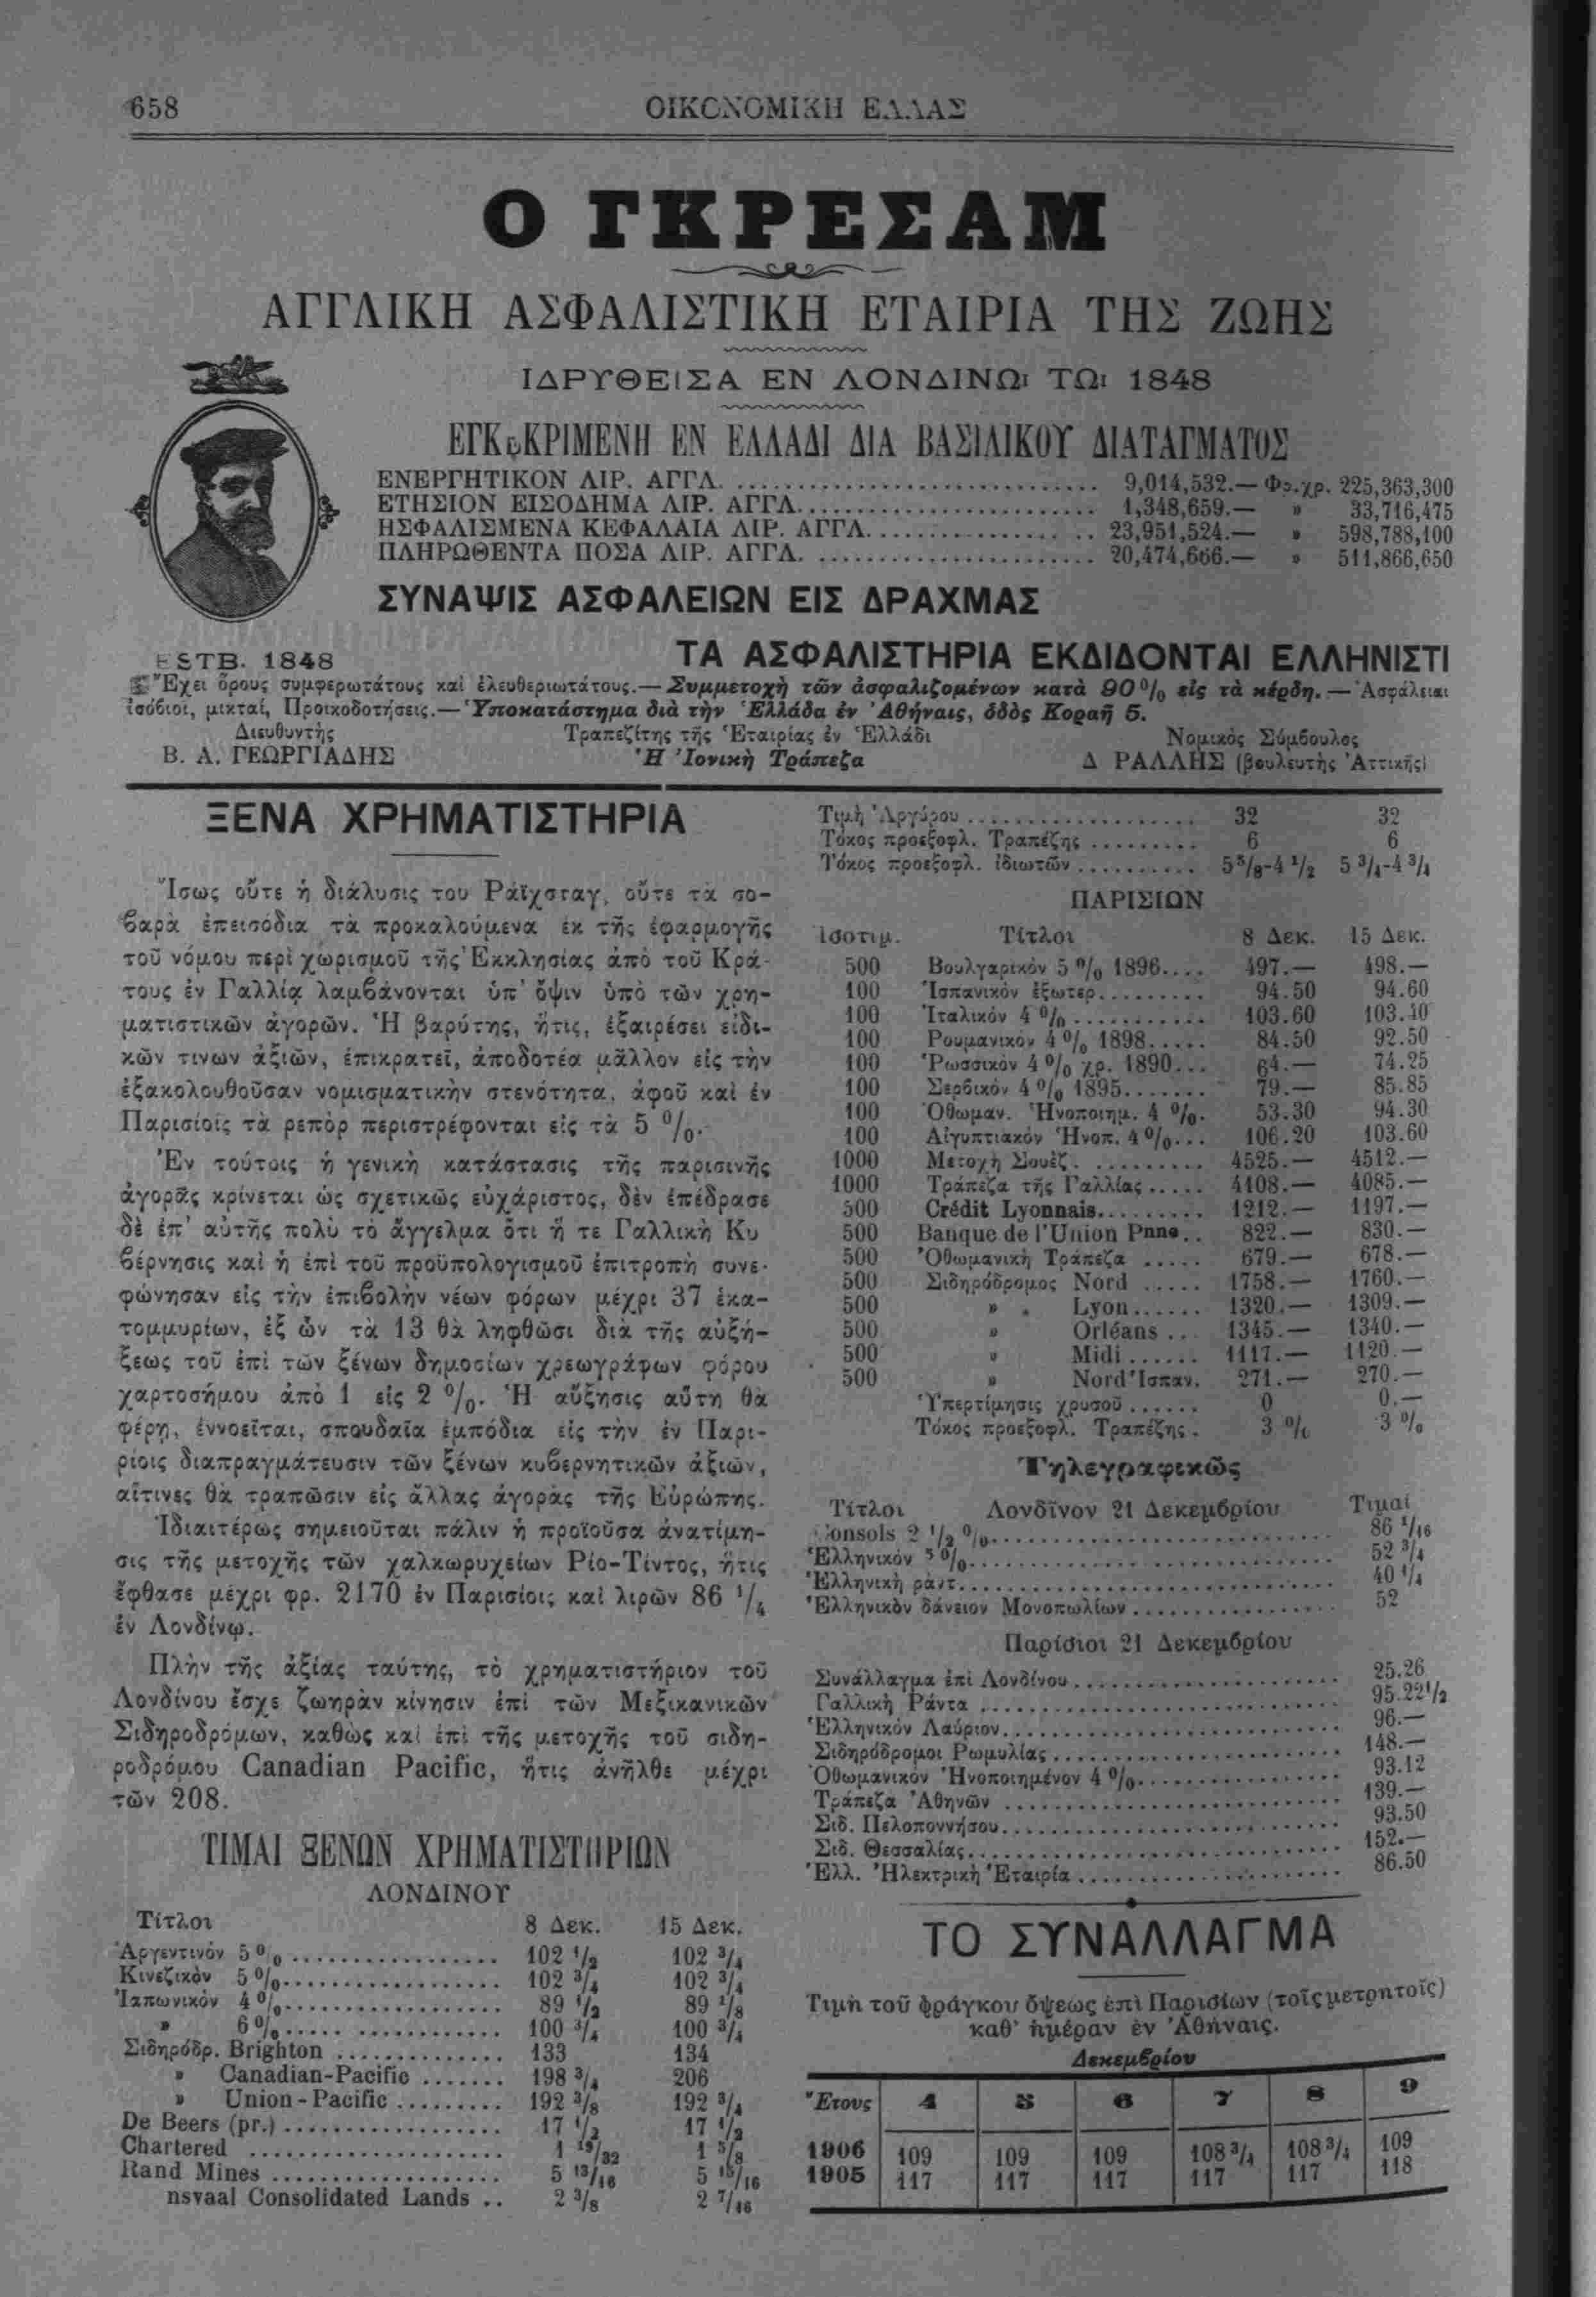 658
ΟΙΚΟΝΟΜΙΚΗ ΕΛΛΑΣ
Ο ΓΚΡΕΣΑΜ
ΑΓΓΛΙΚΗ ΑΣΦΑΛΙΣΤΙΚΗ ΕΤΑΙΡΙΑ ΤΗΣ ΖΩΗΣ
ΙΔΡΥΘΕΙΣΑ ΕΝ ΛΟΝΔΙΝΩι ΤΩι 1848
ΕΓΚεΚΡΙΜΕΝΗ ΕΝ ΕΛΛΑΔΙ ΔΙΑ ΒΑΣΙΛΙΚΟΥ ΔΙΑΤΑΓΜΑΤΟΣ
ΕΝΕΡΓΗΤΙΚΟΝ ΛΙΡ. ΑΓΓΛ. 9,014,532.— Φρ.χρ. 225,363,300
ΕΤΗΣΙΟΝ ΕΙΣΟΔΗΜΑ ΛΙΡ. ΑΓΓΛ. 1,348,659.— » 33,716,475
ΗΣΦΑΛΙΣΜΕΝΑ ΚΕΦΑΛΑΙΑ ΛΙΡ. ΑΓΓΛ. 23,951,524.— » 598,788,100
ΠΛΗΡΩΘΕΝΤΑ ΠΟΣΑ ΛΙΡ. ΑΓΓΛ. 20,474,666.— » 511,866,650
ΣΥΝΑΨΙΣ ΑΣΦΑΛΕΙΩΝ ΕΙΣ ΔΡΑΧΜΑΣ
ESTB. 1848
ΤΑ ΑΣΦΑΛΙΣΤΗΡΙΑ ΕΚΔΙΔΟΝΤΑΙ ΕΛΛΗΝΙΣΤΙ
Ἔχει ὅρους συμφερωτάτους καὶ ἐλευθεριωτάτους.— Συμμετοχὴ τῶν ἀσφαλιζομένων κατὰ 90 % εἰς τὰ κέρδη.— Ἀσφάλειαι
ἰσόβιοι, μικταί, Προικοδοτήσεις.— Ὑποκατάστημα διὰ τὴν Ἑλλάδα ἐν Ἀθήναις, ὁδὸς Κοραῆ 5.
Διευθυντὴς
Β. Α. ΓΕΩΡΓΙΑΔΗΣ
Τραπεζίτης τῆς Ἑταιρίας ἐν Ἑλλάδι
Ἡ Ἰονικὴ Τράπεζα
Νομικὸς Σύμβουλος
Δ ΡΑΛΛΗΣ (βουλευτὴς Ἀττικῆς)
ΞΕΝΑ ΧΡΗΜΑΤΙΣΤΗΡΙΑ
Ἴσως οὔτε ἡ διάλυσις του Ράϊχσταγ, οὔτε τὰ σο-
βαρὰ ἐπεισόδια τὰ προκαλούμενα ἐκ τῆς ἐφαρμογῆς
τοῦ νόμου περὶ χωρισμοῦ τῆς Ἐκκλησίας ἀπὸ τοῦ Κρά-
τους ἐν Γαλλίᾳ λαμβάνονται ὑπ' ὄψιν ὑπὸ τῶν χρη-
ματιστικῶν ἀγορῶν. Ἡ βαρύτης, ἥτις, ἐξαιρέσει εἰδι-
κῶν τινων ἀξιῶν, ἐπικρατεῖ, ἀποδοτέα μᾶλλον εἰς τὴν
ἐξακολουθοῦσαν νομισματικὴν στενότητα, ἀφοῦ καὶ ἐν
Παρισίοις τὰ ρεπὸρ περιστρέφονται εἰς τὰ 5 %.
Ἐν τούτοις ἡ γενικὴ κατάστασις τῆς παρισινῆς
ἀγορᾶς κρίνεται ὡς σχετικῶς εὐχάριστος, δὲν ἐπέδρασε
δὲ ἐπ' αὐτῆς πολὺ τὸ ἄγγελμα ὅτι ἥ τε Γαλλικὴ Κυ
βέρνησις καὶ ἡ ἐπὶ τοῦ προϋπολογισμοῦ ἐπιτροπὴ συνε-
φώνησαν εἰς τὴν ἐπιβολὴν νέων φόρων μέχρι 37 ἑκα-
τομμυρίων, ἐξ ὧν τὰ 13 θὰ ληφθῶσι διὰ τῆς αὐξή-
ξεως τοῦ ἐπὶ τῶν ξένων δημοσίων χρεωγράφων φόρου
χαρτοσήμου ἀπὸ 1 εἰς 2 %. Ἡ αὔξησις αὕτη θὰ
φέρῃ, ἐννοεῖται, σπουδαῖα ἐμπόδια εἰς τὴν ἐν Παρι-
ρίοις διαπραγμάτευσιν τῶν ξένων κυβερνητικῶν ἀξιῶν,
αἵτινες θὰ τραπῶσιν εἰς ἄλλας ἀγορὰς τῆς Εὐρώπης.
Ἰδιαιτέρως σημειοῦται πάλιν ἡ προϊοῦσα ἀνατίμη-
σις τῆς μετοχῆς τῶν χαλκωρυχείων Ρίο-Τίντος, ἥτις
ἔφθασε μέχρι φρ. 2170 ἐν Παρισίοις καὶ λιρῶν 86 1/4
ἐν Λονδίνῳ.
Πλὴν τῆς ἀξίας ταύτης, τὸ χρηματιστήριον τοῦ
Λονδίνου ἔσχε ζωηρὰν κίνησιν ἐπὶ τῶν Μεξικανικῶν
Σιδηροδρόμων, καθὼς καὶ ἐπὶ τῆς μετοχῆς τοῦ σιδη-
ροδρόμου Canadian Pacific, ἥτις ἀνῆλθε μέχρι
τῶν 208.
ΤΙΜΑΙ ΞΕΝΩΝ ΧΡΗΜΑΤΙΣΤΗΡΙΩΝ
ΛΟΝΔΙΝΟΥ
Τίτλοι 8 Δεκ. 15 Δεκ.
Ἀργεντινόν 5 % 102 1/2 102 3/4
Κινεζικὸν 5 % 102 3/4 102 3/4
Ἰαπωνικόν 4 % 89 1/2 89 1/8
» 6 % 100 3/4 100 3/4
Σιδηρόδρ. Brighton 133 134
» Canadian-Pacific 198 3/4 206
» Union-Pacific 192 3/8 192 3/4
De Beers (pr.) 17 1/2 17 1/2
Chartered 1 19/32 1 5/8
Rand Mines 5 13/16 5 15/16
nsvaal Consolidated Lands .. 2 3/8 2 7/16
Τιμὴ Ἀργύρου 32 32
Τόκος προεξοφλ. Τραπέζης 6 6
Τόκος προεξοφλ. ἰδιωτῶν 5 5/8-4 1/2 5 3/4-4 3/4
ΠΑΡΙΣΙΩΝ
Ισοτιμ. Τίτλοι 8 Δεκ. 15 Δεκ.
500 Βουλγαρικόν 5 % 1896 497.— 498.—
100 Ἰσπανικόν ἐξωτερ. 94.50 94.60
100 Ἰταλικόν 4 % 103.60 103.40
100 Ρουμανικόν 4 % 1898 84.50 92.50
100 Ῥωσσικόν 4 % χρ. 1890 64.— 74.25
100 Σερβικόν 4 % 1895 79.— 85.85
100 Ὀθωμαν. Ἡνοποιημ. 4 %. 53.30 94.30
100 Αἰγυπτιακόν Ἡνοπ. 4 % 106.20 103.60
1000 Μετοχὴ Σουέζ 4525.— 4512.—
1000 Τράπεζα τῆς Γαλλίας 4108.— 4085.—
500 Crédit Lyonnais 1212.— 1197.—
500 Banque de l'Union Pnne 822.— 830.—
500 Ὀθωμανικὴ Τράπεζα 679.— 678.—
500 Σιδηρόδρομος Nord 1758.— 1760.—
500 » Lyon 1320.— 1309.—
500 » Orléans 1345.— 1340.—
500 » Midi 1117.— 1120.—
500 » Nord Ἰσπαν. 271.— 270.—
Ὑπερτίμησις χρυσοῦ 0 0.—
Τόκος προεξοφλ. Τραπέζης 3 % 3 %
Τηλεγραφικῶς
Τίτλοι Λονδῖνον 21 Δεκεμβρίου Τιμαί
Consols 2 1/2 % 86 1/16
Ἑλληνικόν 5 % 52 3/4
Ἑλληνικὴ ράντ. 40 1/4
Ἑλληνικὸν δάνειον Μονοπωλίων 52
Παρίσιοι 21 Δεκεμβρίου
Συνάλλαγμα ἐπὶ Λονδίνου 25.26
Γαλλικὴ Ράντα 95.22 1/2
Ἑλληνικόν Λαύριον 96.—
Σιδηρόδρομοι Ρωμυλίας 148.—
Ὀθωμανικόν Ἡνοποιημένον 4 % 93.12
Τράπεζα Ἀθηνῶν 139.—
Σιδ. Πελοποννήσου 93.50
Σιδ. Θεσσαλίας 152.—
Ἑλλ. Ἠλεκτρικὴ Ἑταιρία 86.50
ΤΟ ΣΥΝΑΛΛΑΓΜΑ
Τιμὴ τοῦ φράγκου ὄψεως ἐπὶ Παρισίων (τοῖς μετρητοῖς)
καθ' ἡμέραν ἐν Ἀθήναις.
Δεκεμβρίου
Ἔτους 4 5 6 7 8 9
1906 109 109 109 108 3/4 108 3/4 109
1905 117 117 117 117 117 118